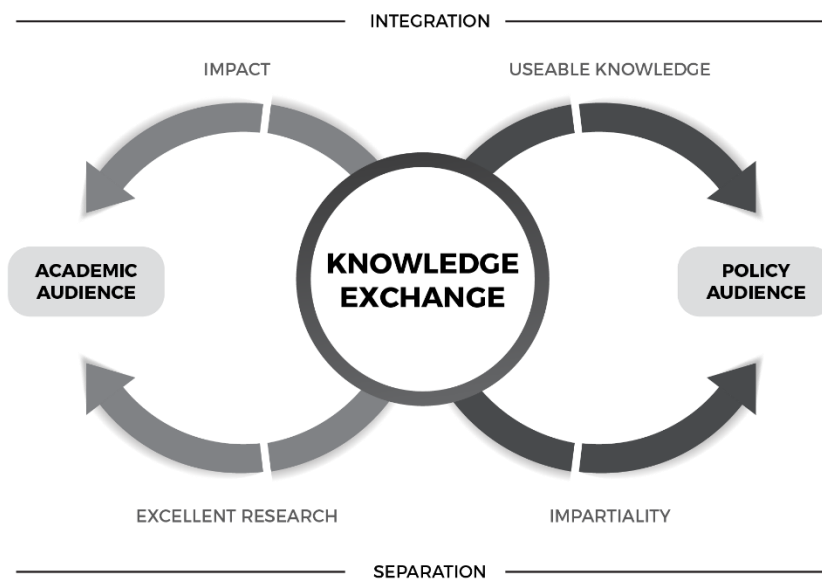 INTEGRATION
IMPACT
USEABLE KNOWLEDGE
ACADEMIC
AUDIENCE
KNOWLEDGE
EXCHANGE
POLICY
AUDIENCE
EXCELLENT RESEARCH
IMPARTIALITY
SEPARATION